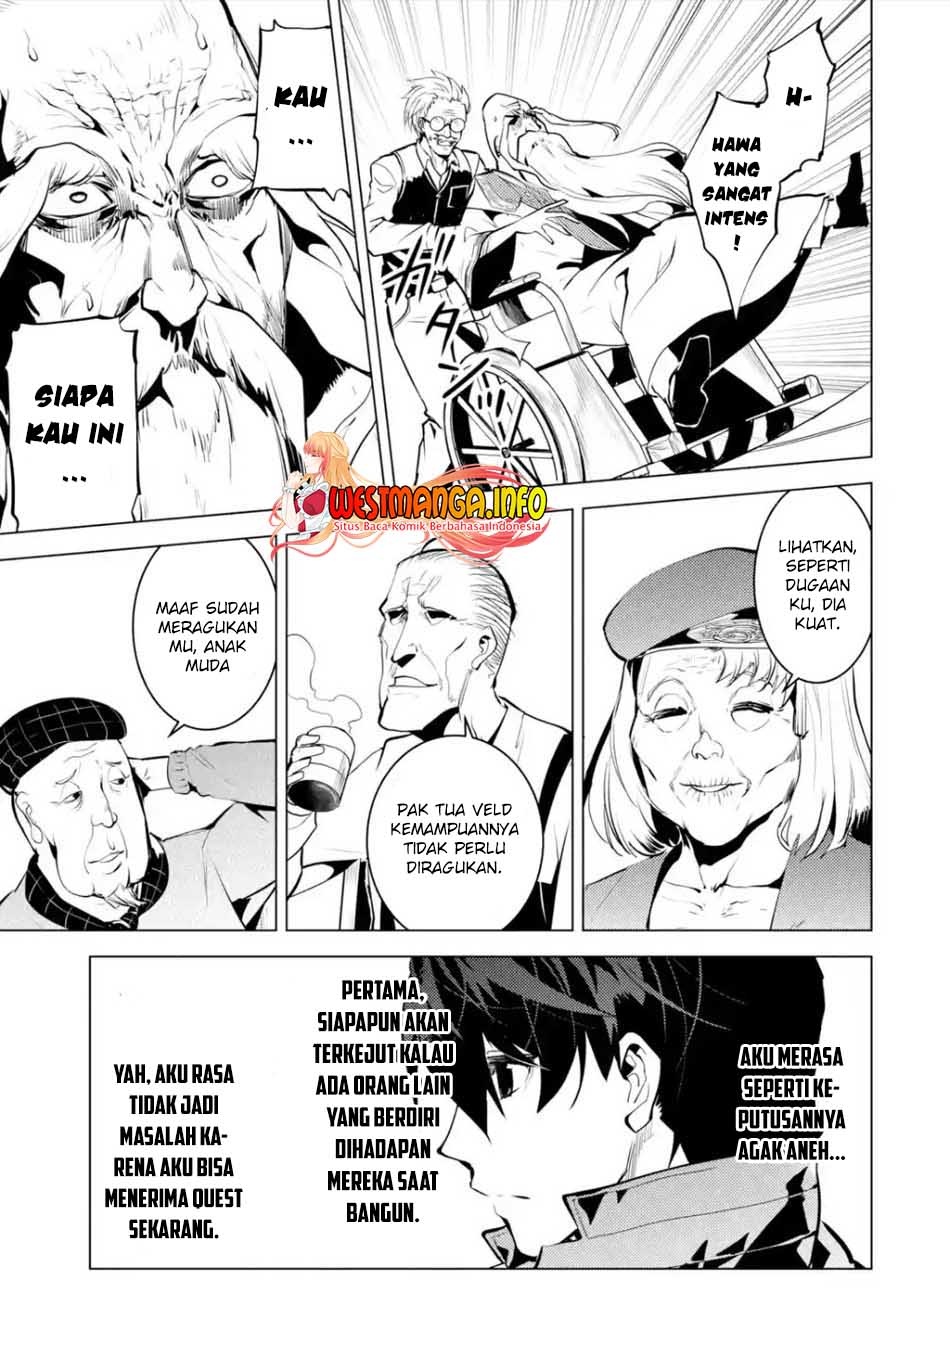 H-
HAWA
YANG
SANGAT
INTENS
!
KAU
...
SIAPA
KAU INI
...
WESTMANGA.INFO
Situs Baca Komik Berbahasa Indonesia
LIHATKAN,
SEPERTI
DUGAAN
KU, DIA
KUAT.
PAK TUA VELD
KEMAMPUANNYA
TIDAK PERLU
DIRAGUKAN.
MAAF SUDAH
MERAGUKAN
MU, ANAK
MUDA
AKU MERASA
SEPERTI KE-
PUTUSANNYA
AGAK ANEH...
PERTAMA,
SIAPAPUN AKAN
TERKEJUT KALAU
ADA ORANG LAIN
YANG BERDIRI
DIHADAPAN
MEREKA SAAT
BANGUN.
YAH, AKU RASA
TIDAK JADI
MASALAH KA-
RENA AKU BISA
MENERIMA QUEST
SEKARANG.